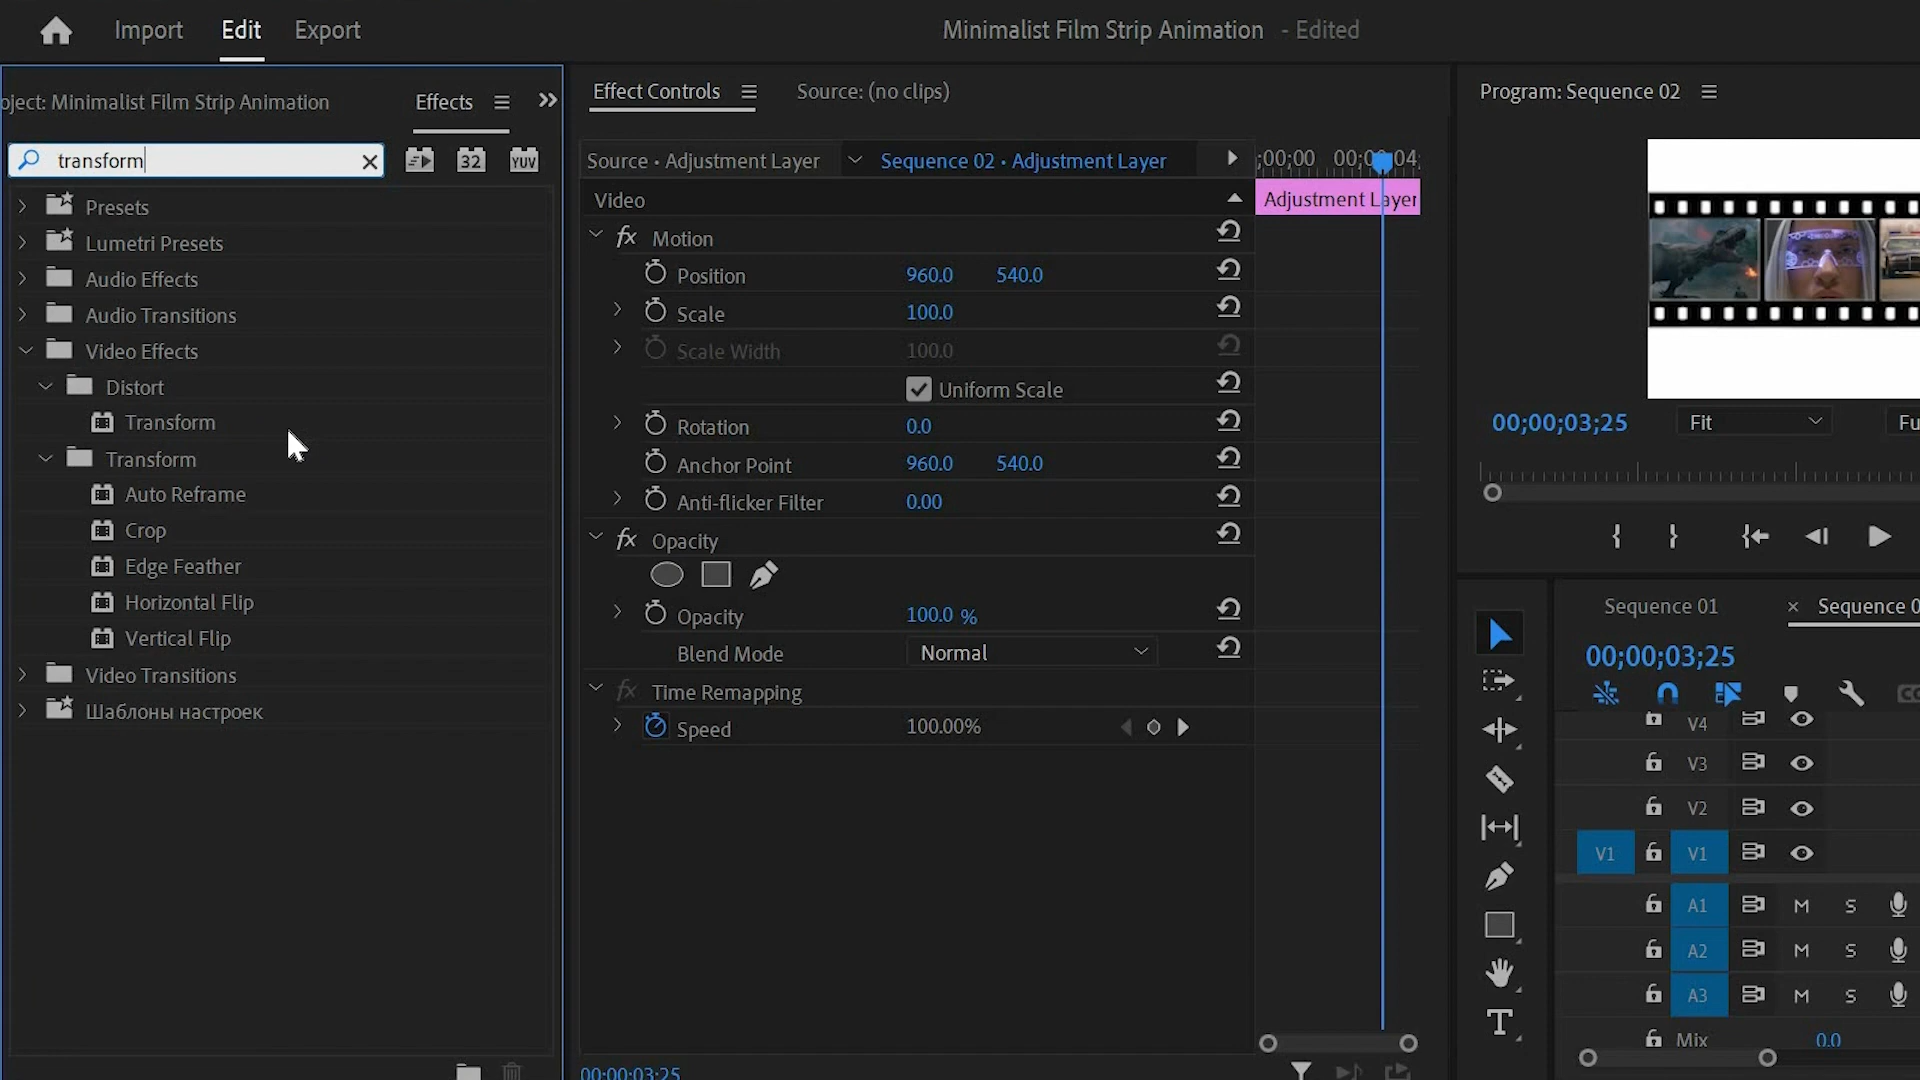 Import Edit Export
Minimalist Film Strip Animation - Edited
oject: Minimalist Film Strip Animation
Effects
transform
32
YUV
Presets
Lumetri Presets
Audio Effects
Audio Transitions
Video Effects
Distort
Transform
Transform
Auto Reframe
Crop
Edge Feather
Horizontal Flip
Vertical Flip
Video Transitions
Шаблоны настроек
Effect Controls
Source: (no clips)
Source • Adjustment Layer
Sequence 02 • Adjustment Layer
;00;00
Video
Adjustment Layer
fx Motion
Position 960.0 540.0
Scale 100.0
Scale Width 100.0
Uniform Scale
Rotation 0.0
Anchor Point 960.0 540.0
Anti-flicker Filter 0.00
fx Opacity
Opacity 100.0 %
Blend Mode Normal
fx Time Remapping
Speed 100.00%
00;00;03;25
Program: Sequence 02
00;00;03;25
Fit
Fu
Sequence 01
× Sequence 0
00;00;03;25
V4
V3
V2
V1 V1
A1 M S
A2 M S
A3 M S
Mix 0.0